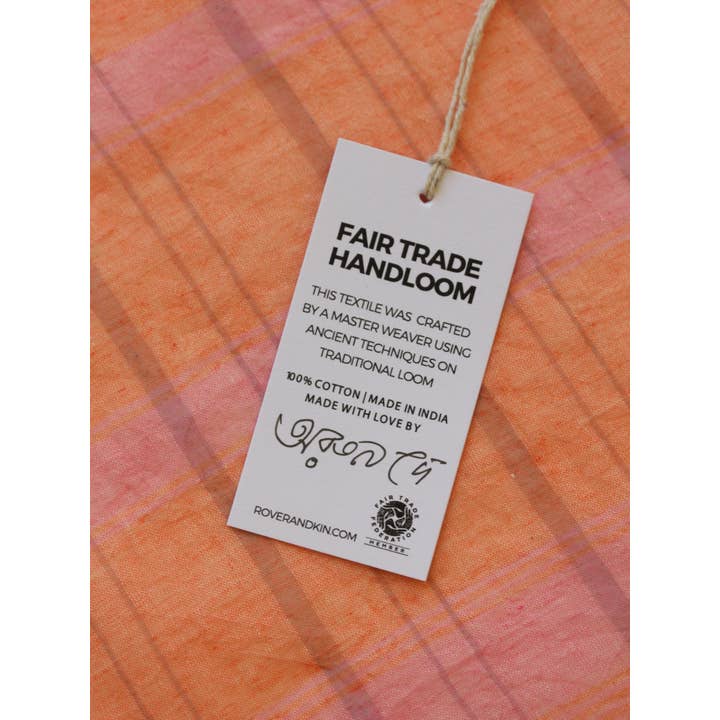 FAIR TRADE
HANDLOOM
THIS TEXTILE WAS CRAFTED
BY A MASTER WEAVER USING
ANCIENT TECHNIQUES ON
TRADITIONAL LOOM
100% COTTON | MADE IN INDIA
MADE WITH LOVE BY
দে
ROVERANDKIN.COM
FAIR TRADE
FEDERATION
MEMBER